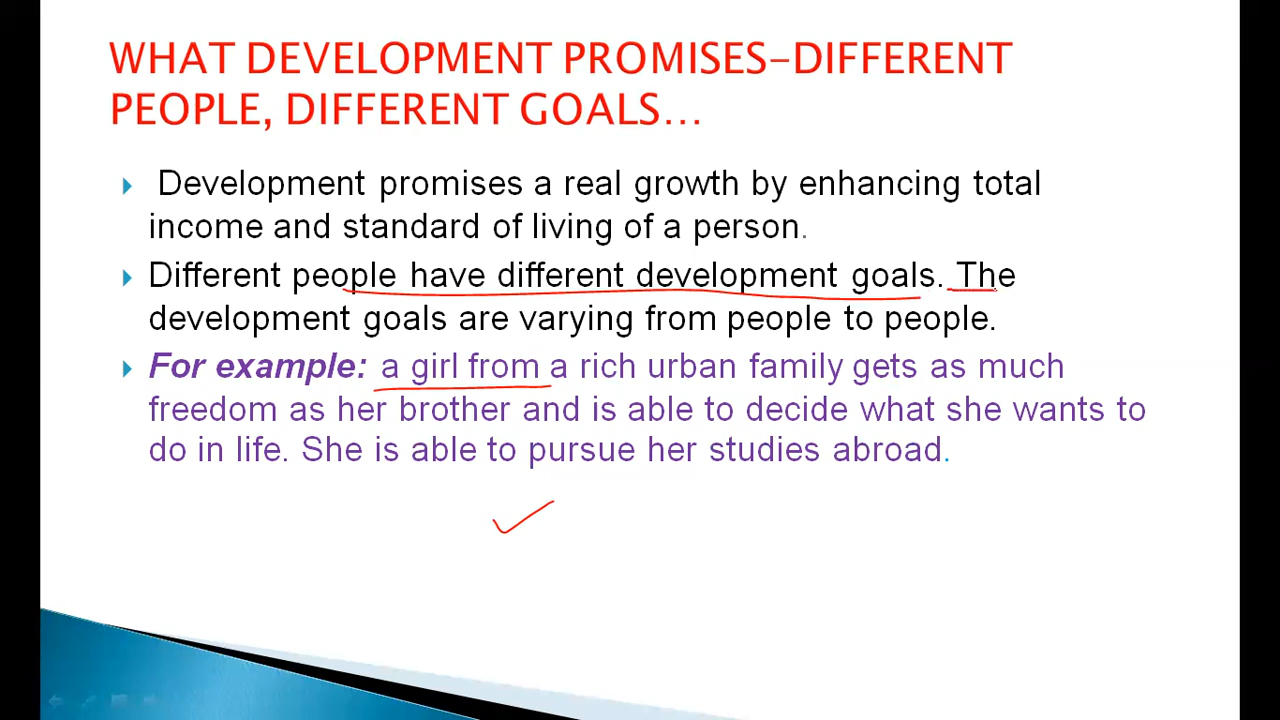 WHAT DEVELOPMENT PROMISES-DIFFERENT
PEOPLE, DIFFERENT GOALS...
Development promises a real growth by enhancing total
income and standard of living of a person.
Different people have different development goals. The
development goals are varying from people to people.
For example: a girl from a rich urban family gets as much
freedom as her brother and is able to decide what she wants to
do in life. She is able to pursue her studies abroad.